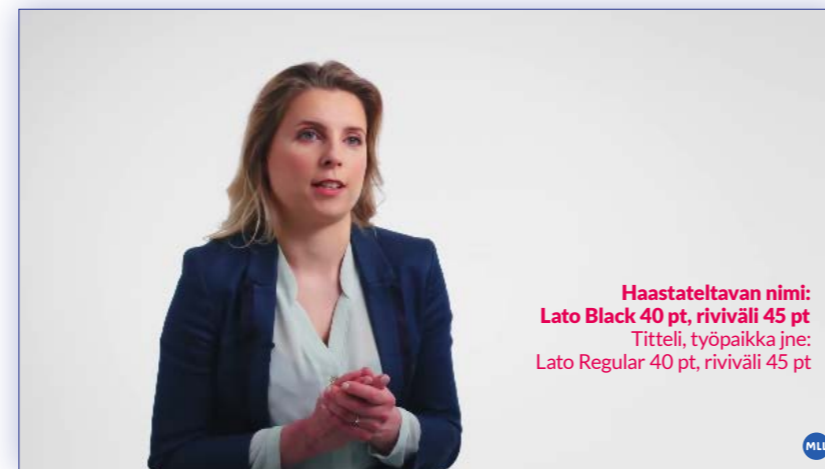 Haastateltavan nimi:
Lato Black 40 pt, riviväli 45 pt
Titteli, työpaikka jne:
Lato Regular 40 pt, riviväli 45 pt
MLL